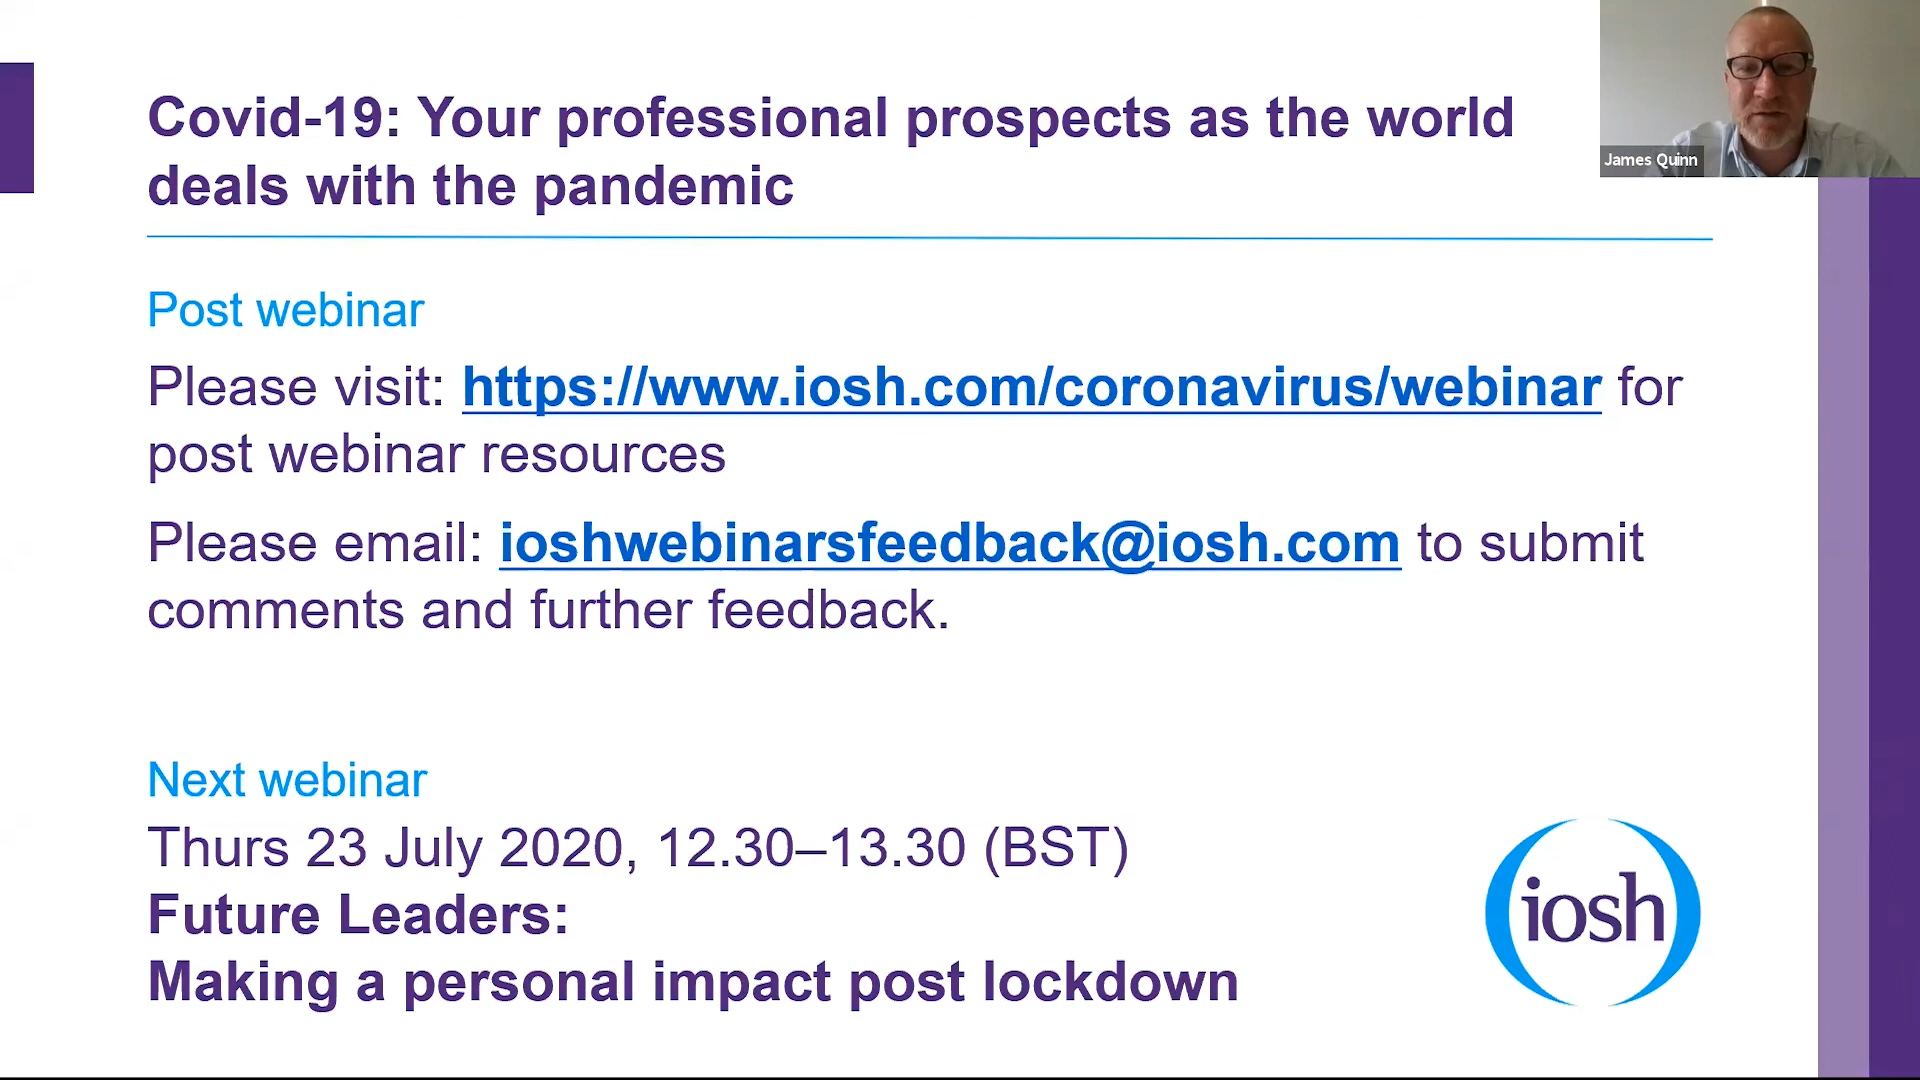 Covid-19: Your professional prospects as the world
deals with the pandemic
James Quinn
Post webinar
Please visit: https://www.iosh.com/coronavirus/webinar for
post webinar resources
Please email: ioshwebinarsfeedback@iosh.com to submit
comments and further feedback.
Next webinar
Thurs 23 July 2020, 12.30–13.30 (BST)
Future Leaders:
Making a personal impact post lockdown
iosh